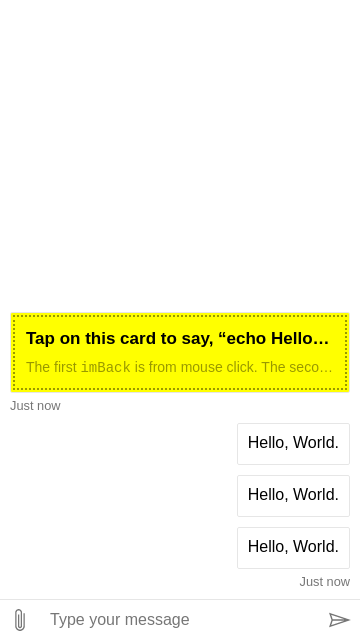 Tap on this card to say, “echo Hello…
The first imBack is from mouse click. The seco…
Just now
Hello, World.
Hello, World.
Hello, World.
Just now
Type your message